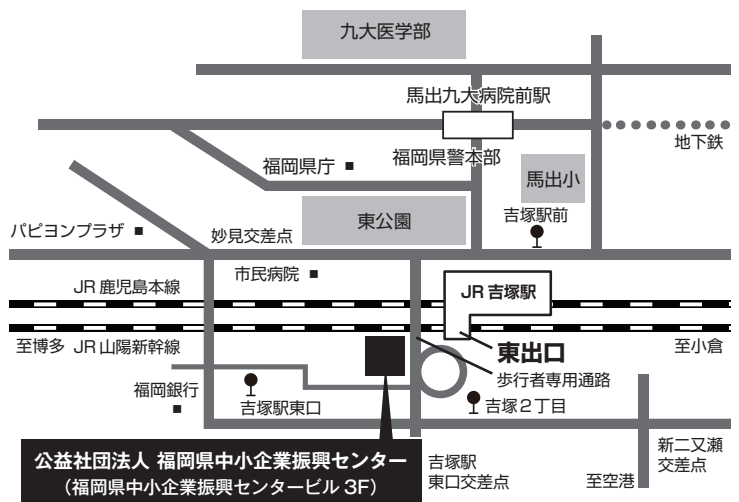 九大医学部
馬出九大病院前駅
地下鉄
福岡県庁
福岡県警本部
馬出小
東公園
吉塚駅前
パピヨンプラザ
妙見交差点
市民病院
JR 鹿児島本線
JR 吉塚駅
至博多
JR 山陽新幹線
東出口
至小倉
歩行者専用通路
福岡銀行
吉塚駅東口
吉塚2丁目
公益社団法人 福岡県中小企業振興センター
(福岡県中小企業振興センタービル 3F)
吉塚駅
東口交差点
新二又瀬
交差点
至空港